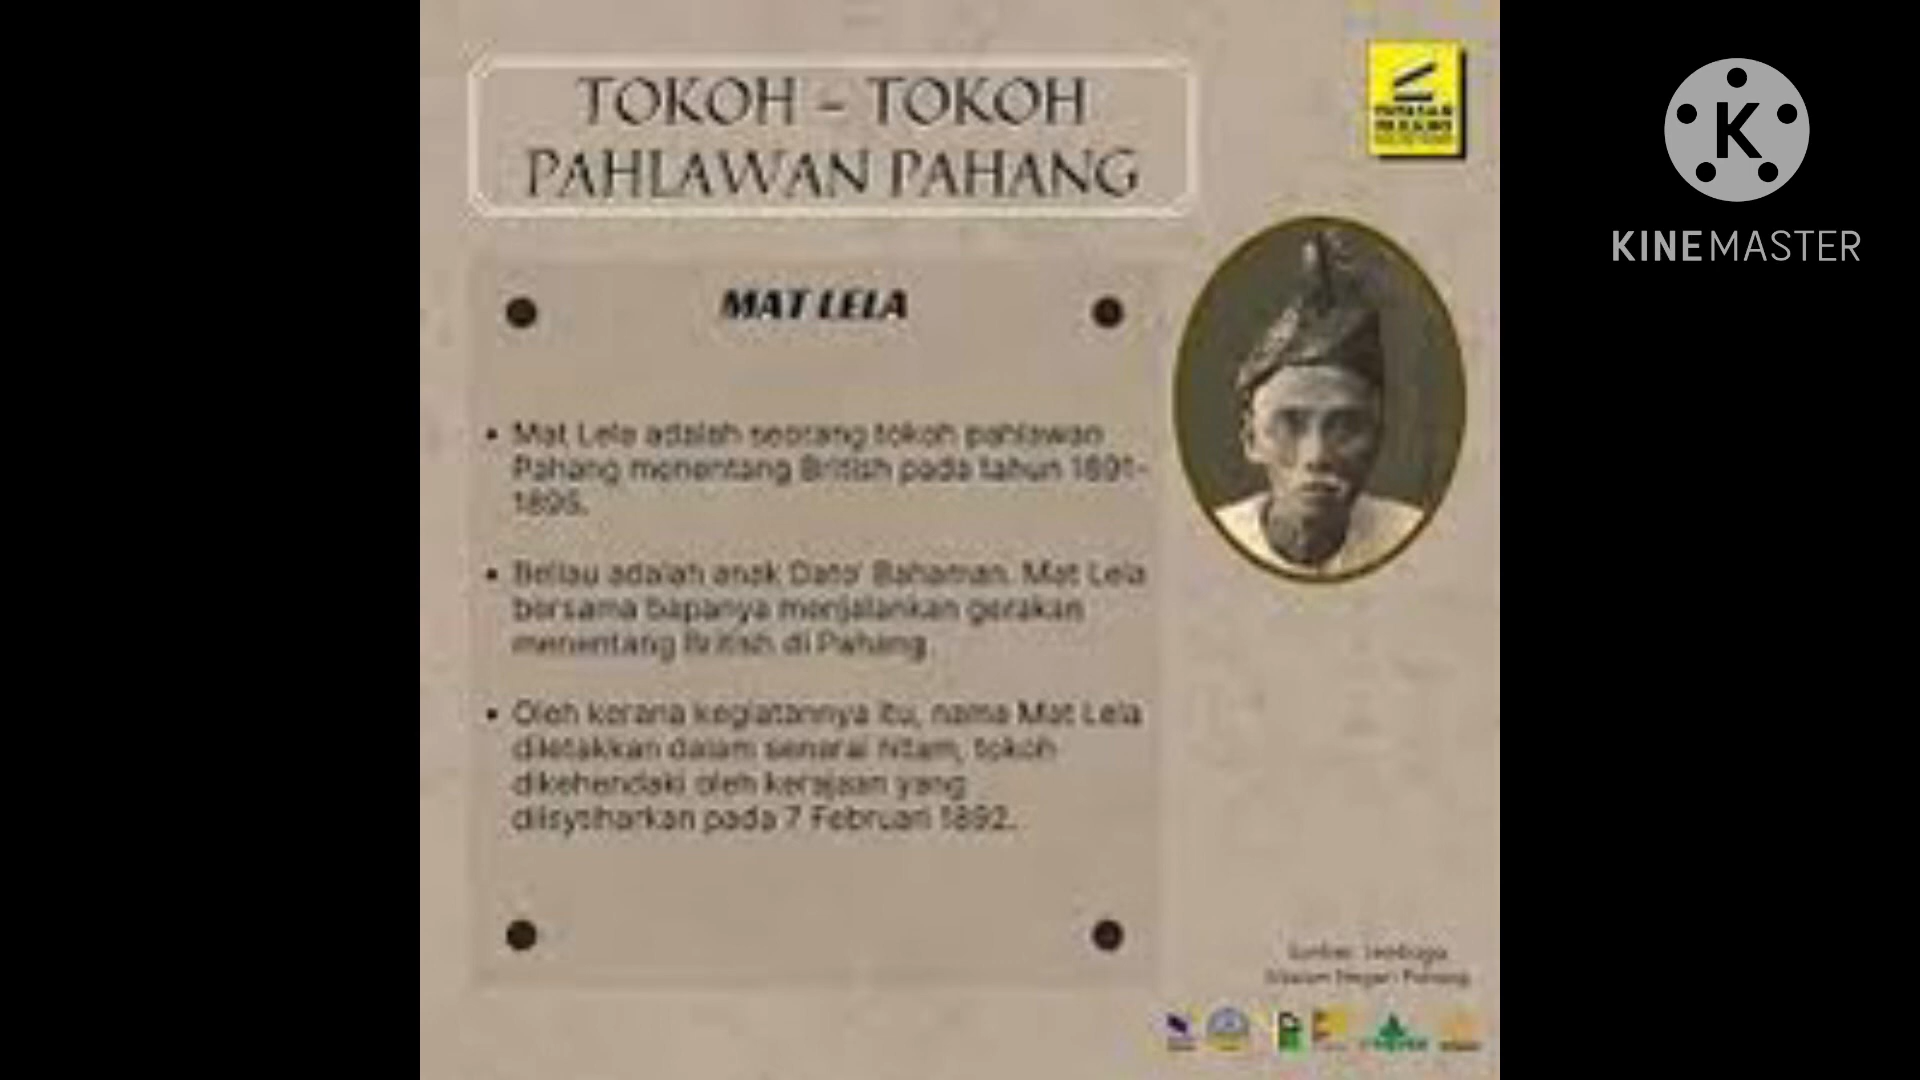 TOKOH - TOKOH
PAHLAWAN PAHANG
KINEMASTER
MAT LELA
• Mat Lela adalah seorang tokoh pahlawan
Pahang menentang British pada tahun 1891-
1895.
• Beliau adalah anak Dato' Bahaman. Mat Lela
bersama bapanya menjalankan gerakan
menentang British di Pahang.
• Oleh kerana kegiatannya itu, nama Mat Lela
diletakkan dalam senarai hitam, tokoh
dikehendaki oleh kerajaan yang
diisytiharkan pada 7 Februari 1892.
Sumber: Lembaga
Muzium Negeri Pahang